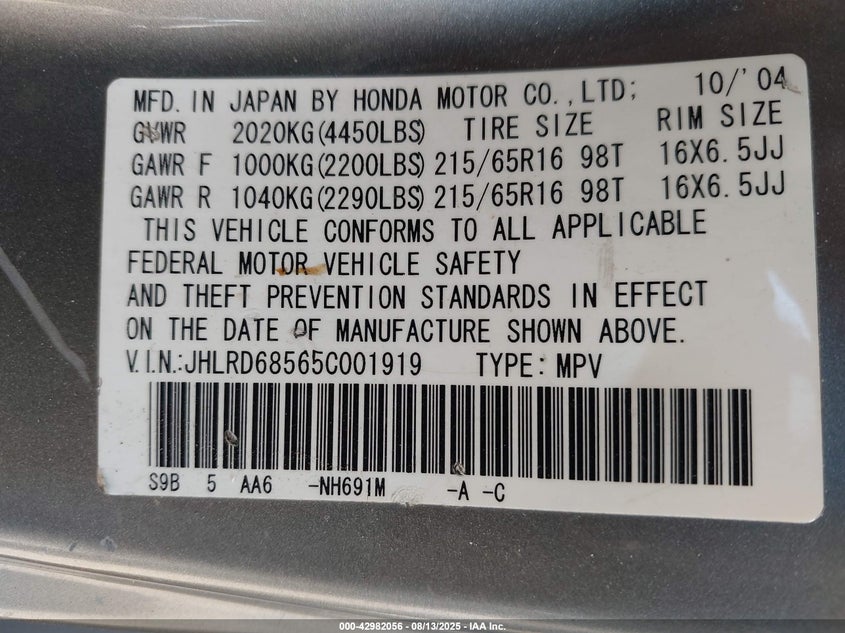 MFD. IN JAPAN BY HONDA MOTOR CO., LTD; 10/'04
GVWR 2020KG(4450LBS) TIRE SIZE RIM SIZE
GAWR F 1000KG(2200LBS) 215/65R16 98T 16X6.5JJ
GAWR R 1040KG(2290LBS) 215/65R16 98T 16X6.5JJ
THIS VEHICLE CONFORMS TO ALL APPLICABLE
FEDERAL MOTOR VEHICLE SAFETY
AND THEFT PREVENTION STANDARDS IN EFFECT
ON THE DATE OF MANUFACTURE SHOWN ABOVE.
V.I.N.:JHLRD68565C001919 TYPE: MPV
S9B 5 AA6 -NH691M -A -C
000-42982056 - 08/13/2025 - IAA Inc.